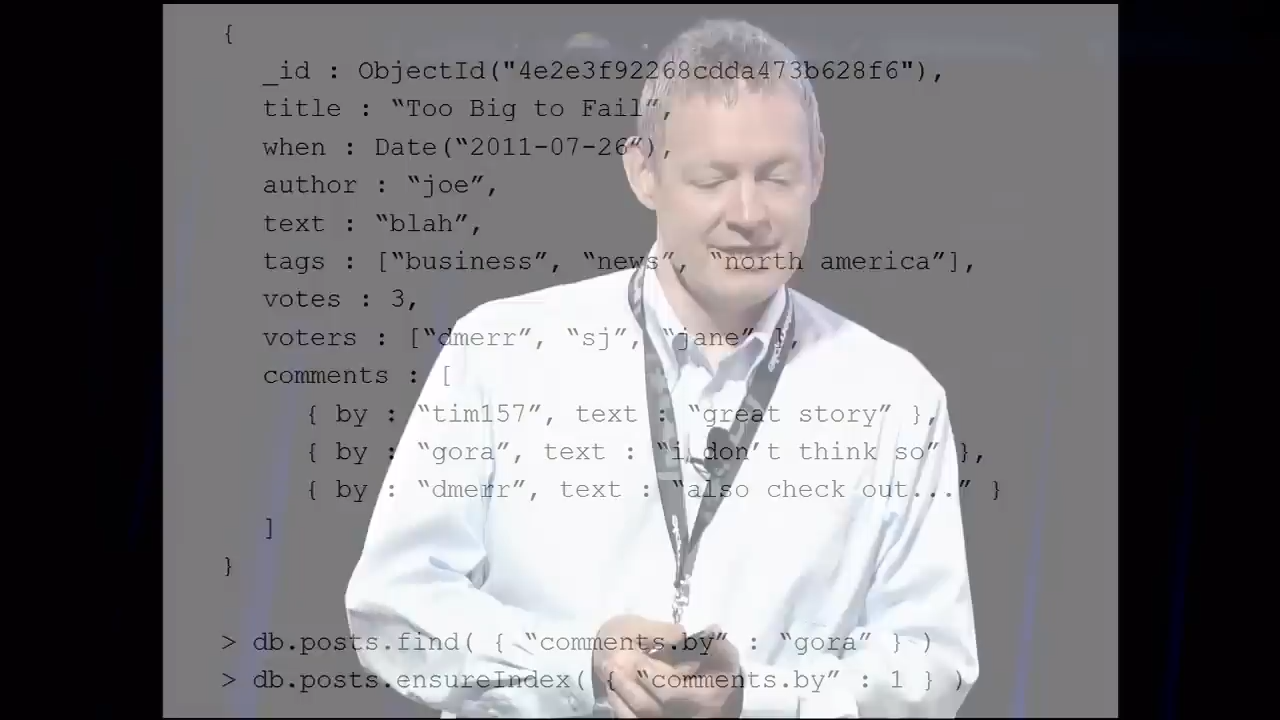 {
_id : ObjectId("4e2e3f92268cdda473b628f6"),
title : “Too Big to Fail”,
when : Date(“2011-07-26”),
author : “joe”,
text : “blah”,
tags : [“business”, “news”, “north america”],
votes : 3,
voters : [“dmerr”, “sj”, “jane” ],
comments : [
{ by : “tim157”, text : “great story” },
{ by : “gora”, text : “i don’t think so” },
{ by : “dmerr”, text : “also check out...” }
]
}
> db.posts.find( { “comments.by” : “gora” } )
> db.posts.ensureIndex( { “comments.by” : 1 } )